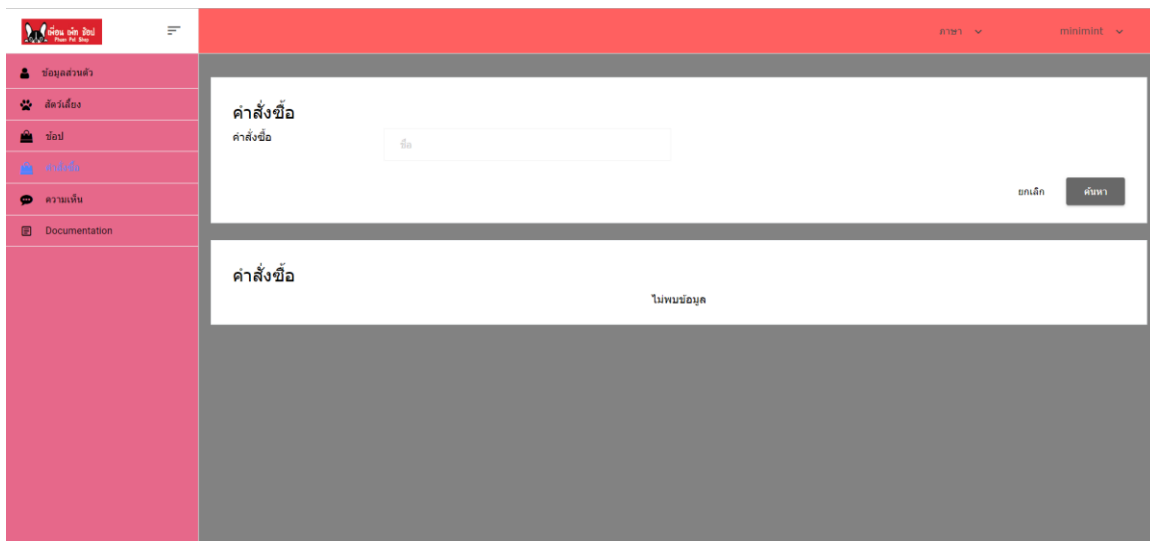 เพื่อน เพ็ท ช็อป
Phuen Pet Shop
ภาษา
minimint
ข้อมูลส่วนตัว
สัตว์เลี้ยง
ช้อป
คำสั่งซื้อ
ความเห็น
Documentation
คำสั่งซื้อ
คำสั่งซื้อ
ชื่อ
ยกเลิก
ค้นหา
คำสั่งซื้อ
ไม่พบข้อมูล